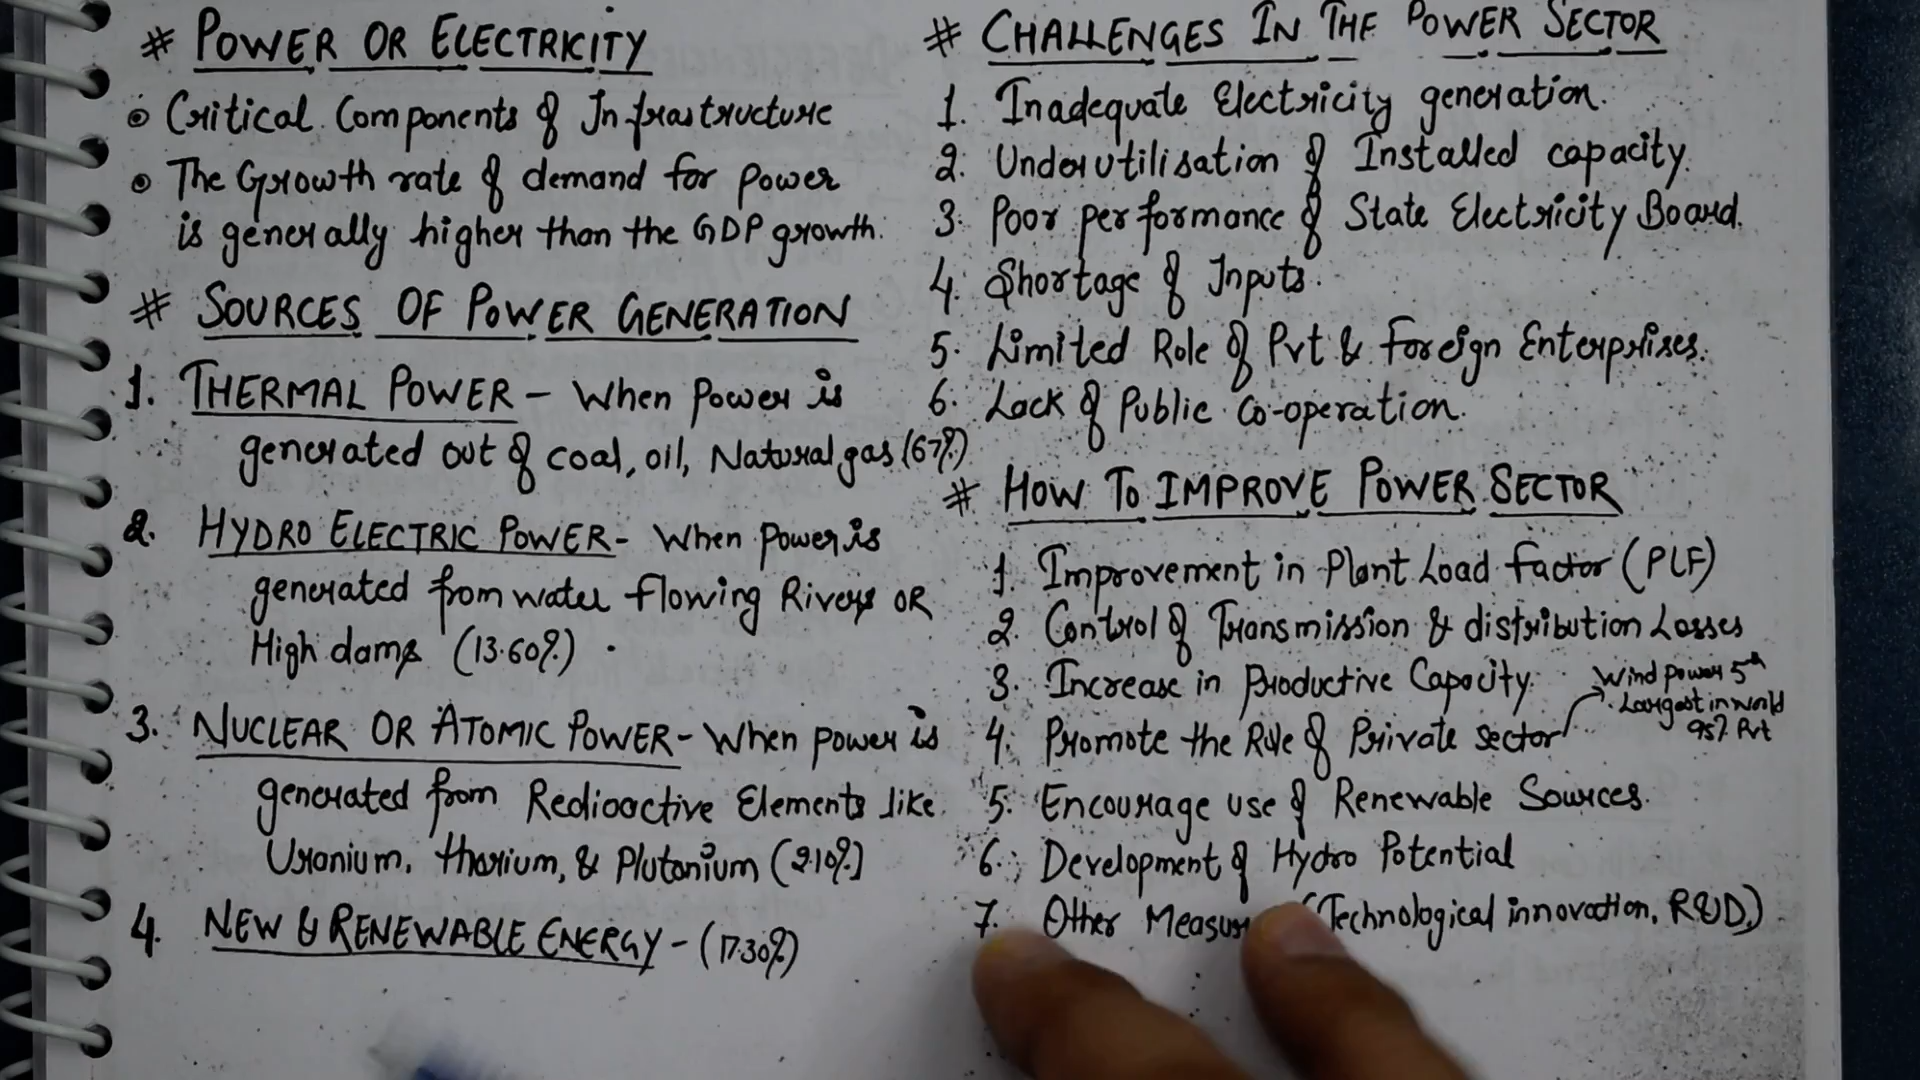 # POWER OR ELECTRICITY
⊙ Critical Components of Infrastructure
⊙ The Growth rate of demand for power
is generally higher than the GDP growth.
# SOURCES OF POWER GENERATION
1. THERMAL POWER - When Power is
generated out of coal, oil, Natural gas (67%)
2. HYDRO ELECTRIC POWER - When Power is
generated from water flowing Rivers OR
High dams (13.60%) .
3. NUCLEAR OR ATOMIC POWER - When power is
generated from Redioactive Elements like
Uranium, thorium, & Plutonium (2.10%)
4. NEW & RENEWABLE ENERGY - (17.30%)
# CHALLENGES IN THE POWER SECTOR
1. Inadequate Electricity generation.
2. Underutilisation of Installed capacity.
3. Poor performance of State Electricity Board.
4. Shortage of Inputs.
5. Limited Role of Pvt & Foreign Enterprises.
6. Lack of Public Co-operation.
# HOW TO IMPROVE POWER SECTOR
1. Improvement in Plant Load factor (PLF)
2. Control of Transmission & distribution Losses
3. Increase in Productive Capacity.
Wind power 5th
Largest in world
95% Pvt
4. Promote the Role of Private sector
5. Encourage use of Renewable Sources.
6. Development of Hydro Potential
7. Other (Technological innovation, R&D,)